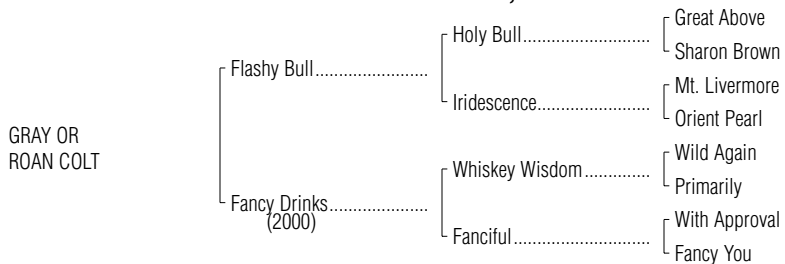 Great Above
Holy Bull...........................
Sharon Brown
Flashy Bull........................
Mt. Livermore
Iridescence........................
Orient Pearl
GRAY OR
ROAN COLT
Wild Again
Whiskey Wisdom..............
Primarily
Fancy Drinks.....................
(2000)
With Approval
Fanciful.............................
Fancy You